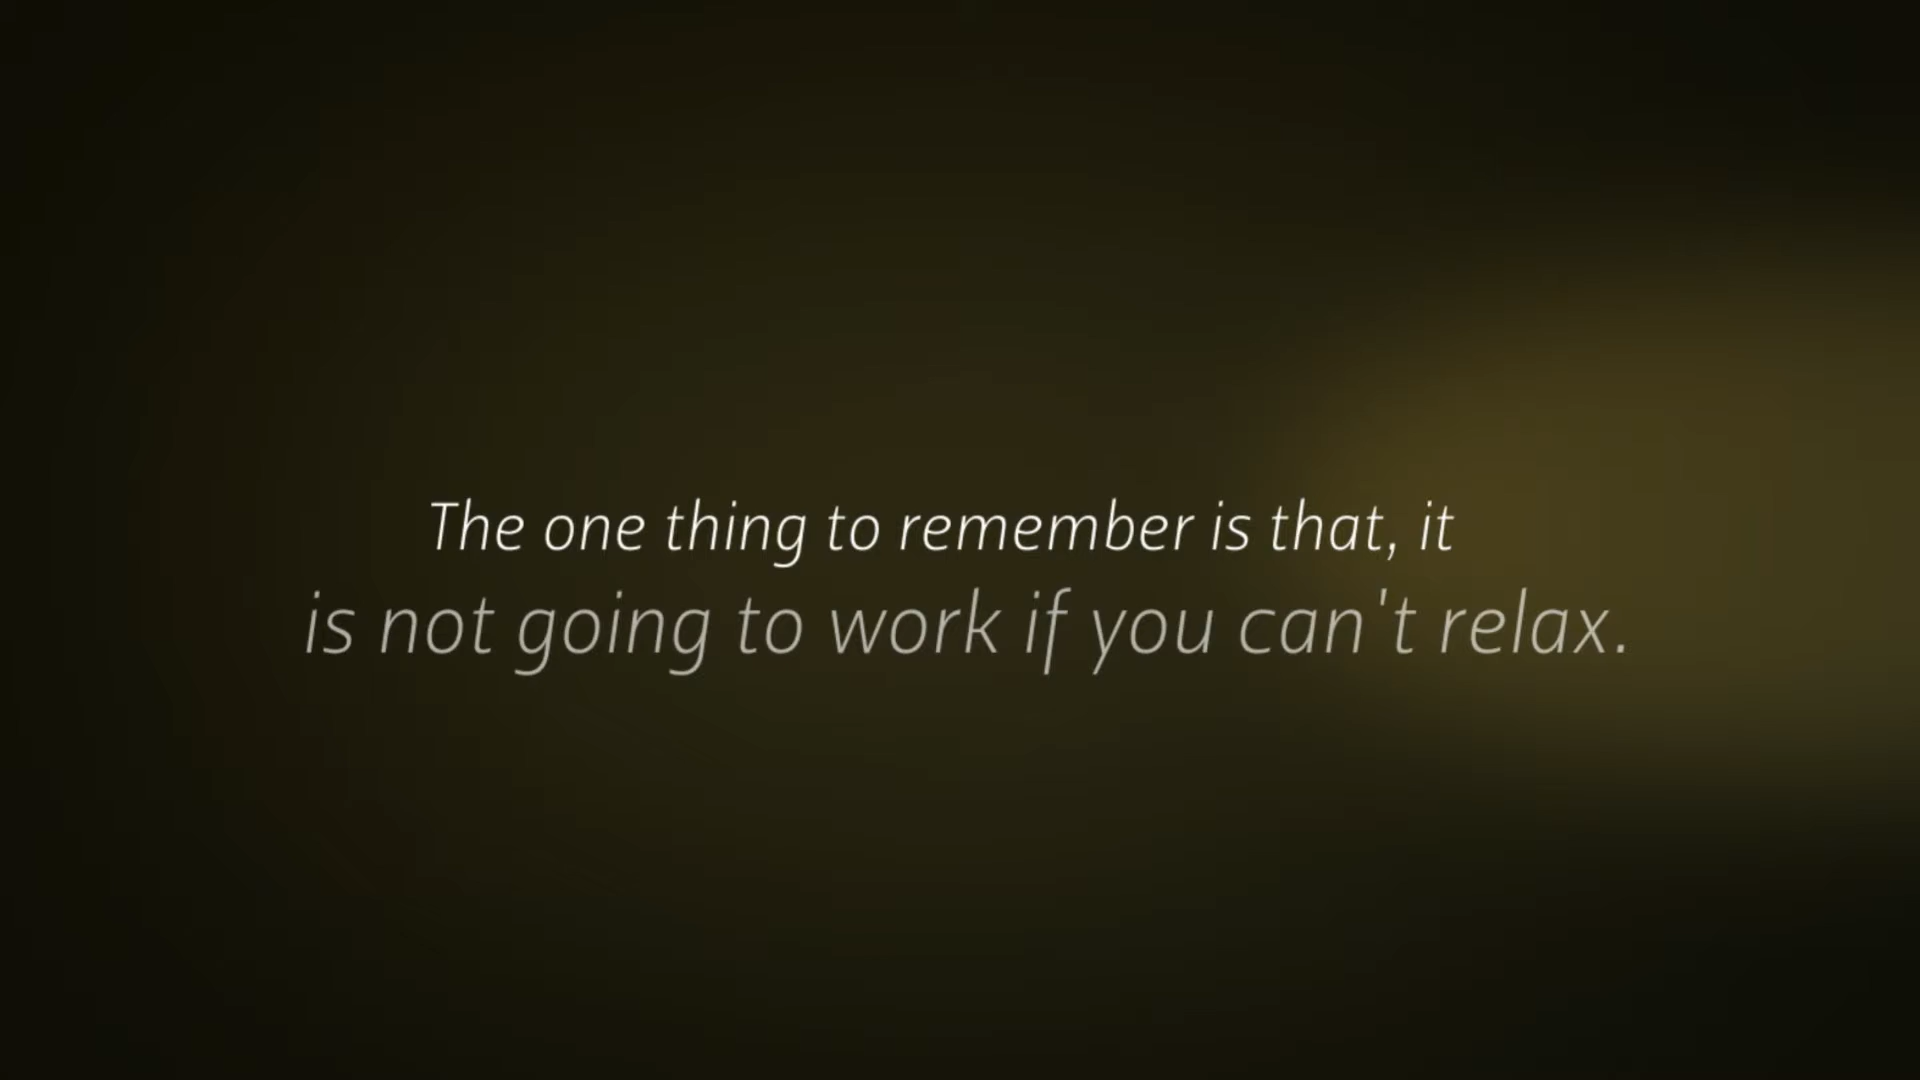 The one thing to remember is that, it
is not going to work if you can't relax.